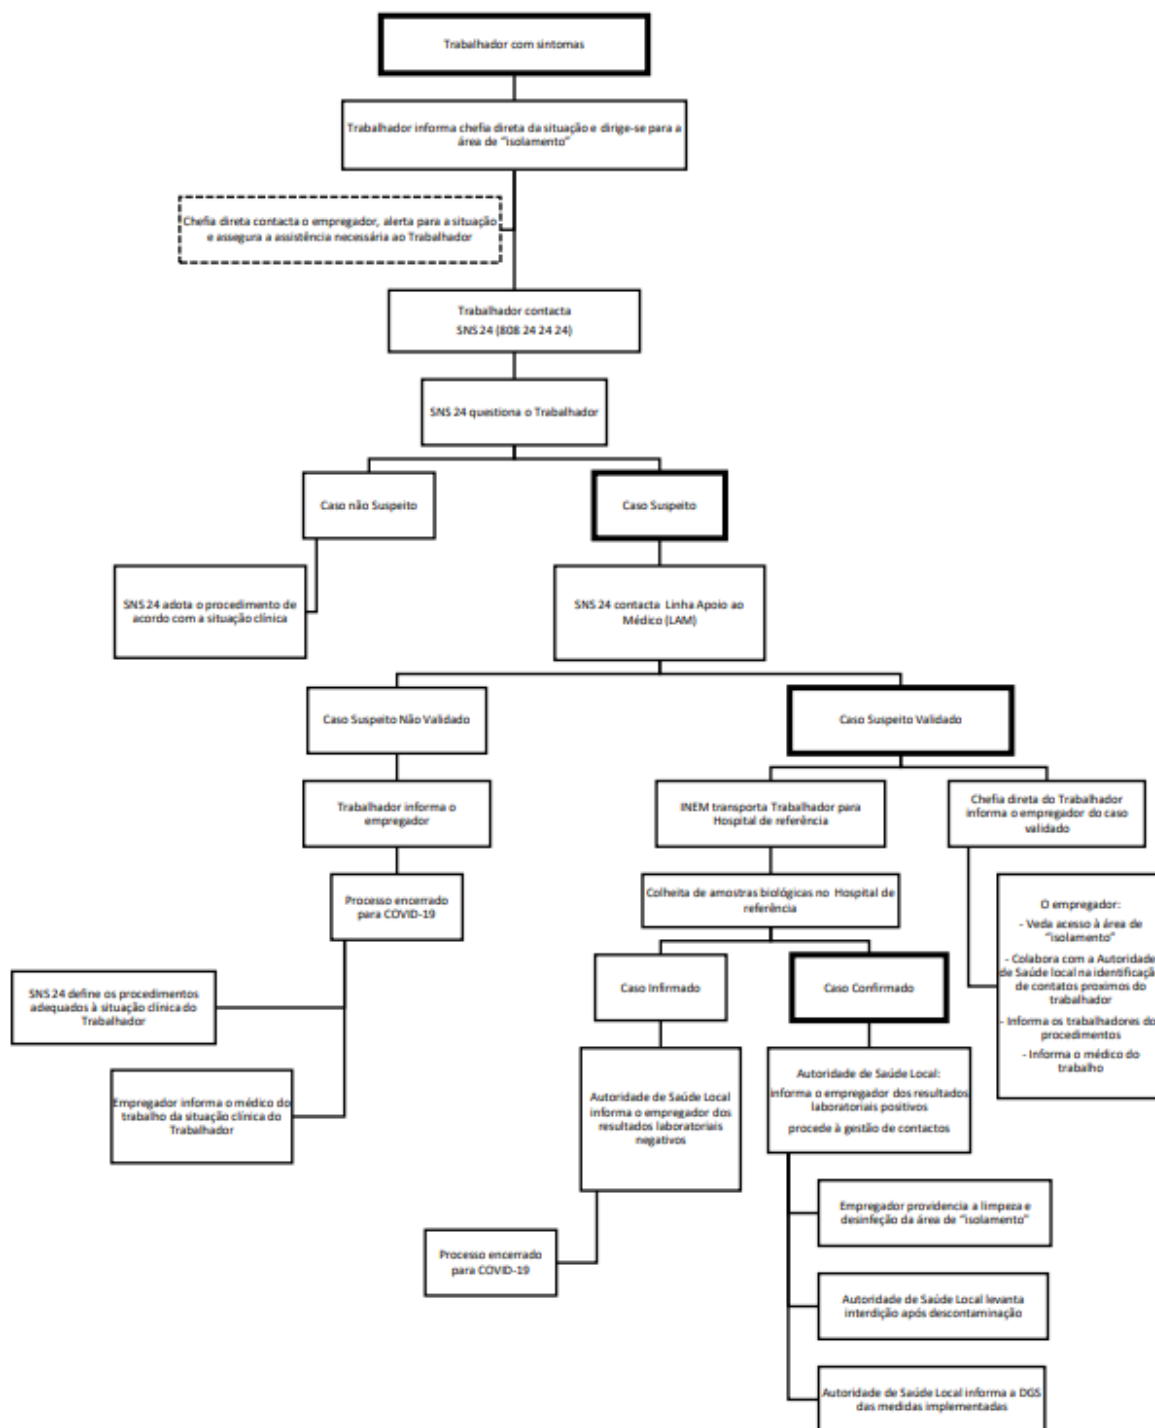 Trabalhador com sintomas
Trabalhador informa chefia direta da situação e dirige-se para a
área de “isolamento”
Chefia direta contacta o empregador, alerta para a situação
e assegura a assistência necessária ao Trabalhador
Trabalhador contacta
SNS 24 (808 24 24 24)
SNS 24 questiona o Trabalhador
Caso não Suspeito
Caso Suspeito
SNS 24 adota o procedimento de
acordo com a situação clínica
SNS 24 contacta Linha Apoio ao
Médico (LAM)
Caso Suspeito Não Validado
Caso Suspeito Validado
Trabalhador informa o
empregador
INEM transporta Trabalhador para
Hospital de referência
Chefia direta do Trabalhador
informa o empregador do caso
validado
Processo encerrado
para COVID-19
Colheita de amostras biológicas no Hospital de
referência
O empregador:
- Veda acesso à área de
“isolamento”
- Colabora com a Autoridade
de Saúde local na identificaçã
de contatos proximos do
trabalhador
- Informa os trabalhadores do
procedimentos
- Informa o médico do
trabalho
SNS 24 define os procedimentos
adequados à situação clínica do
Trabalhador
Caso Infirmado
Caso Confirmado
Empregador informa o médico do
trabalho da situação clínica do
Trabalhador
Autoridade de Saúde Local
informa o empregador dos
resultados laboratoriais
negativos
Autoridade de Saúde Local:
informa o empregador dos resultados
laboratoriais positivos
procede à gestão de contactos
Processo encerrado
para COVID-19
Empregador providencia a limpeza e
desinfeção da área de “isolamento”
Autoridade de Saúde Local levanta
interdição após descontaminação
Autoridade de Saúde Local informa a DGS
das medidas implementadas